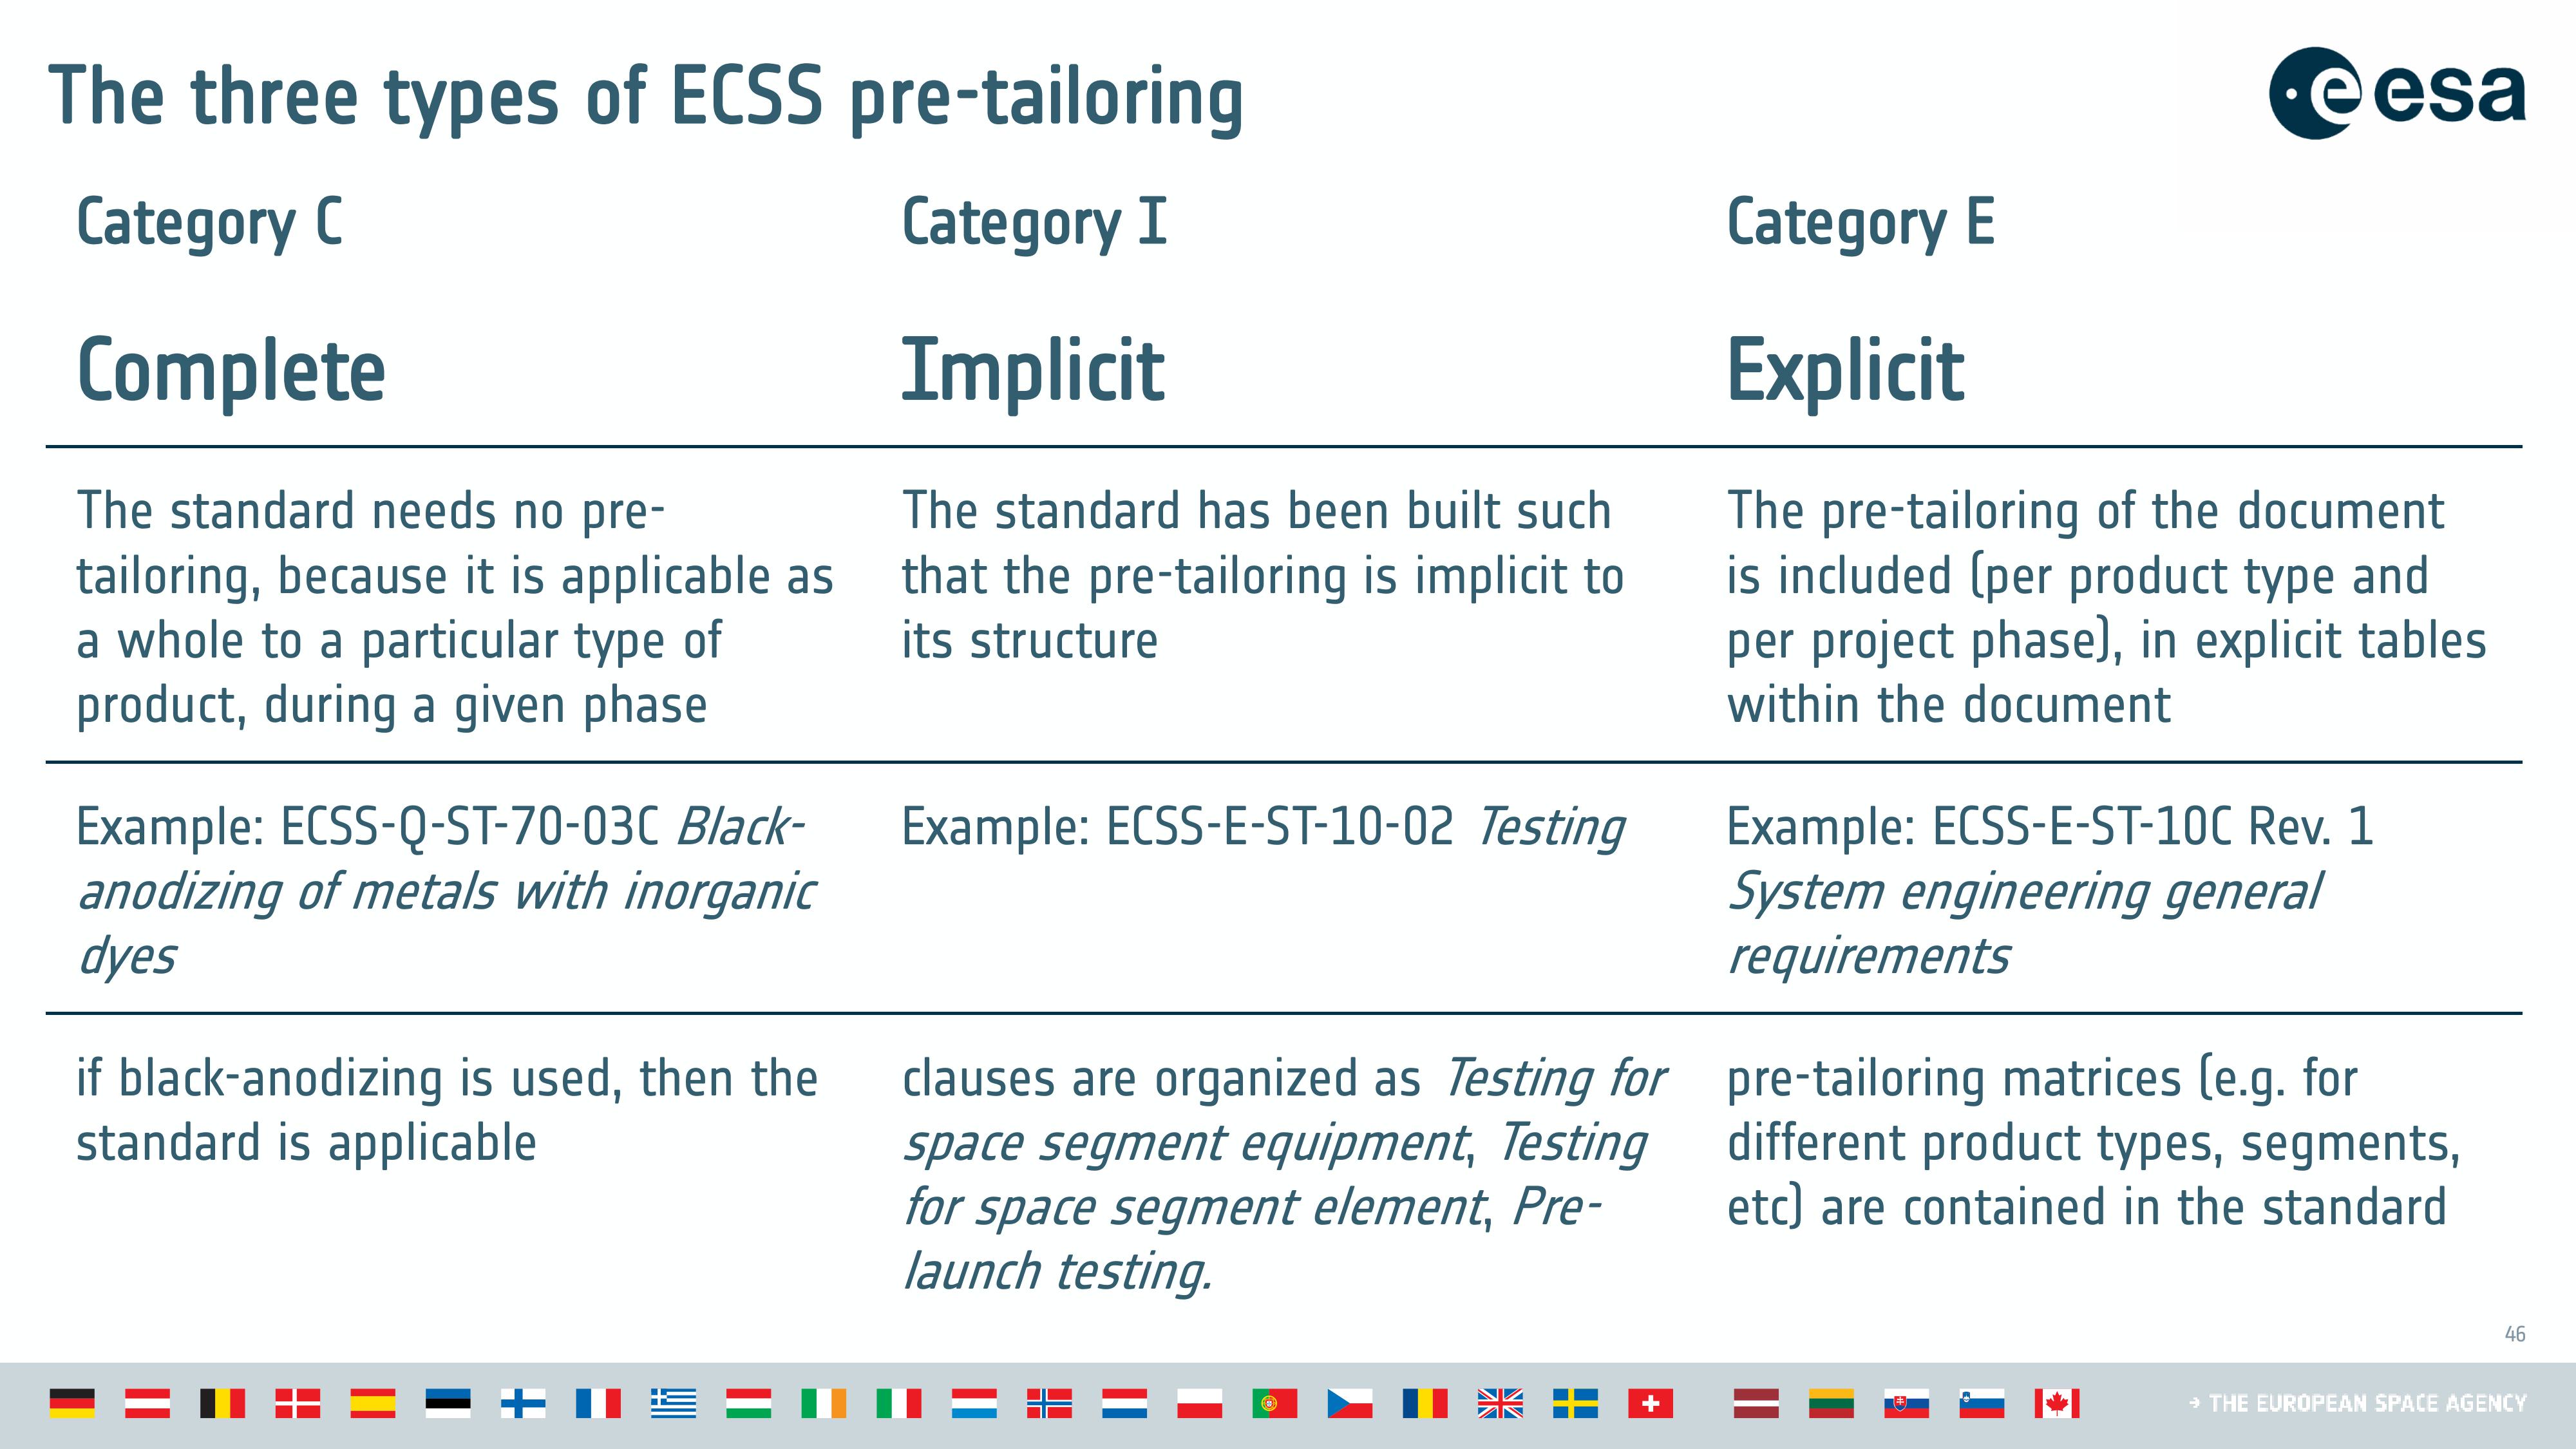 The three types of ECSS pre-tailoring
esa
Category C
Category I
Category E
Complete
Implicit
Explicit
The standard needs no pre-
tailoring, because it is applicable as
a whole to a particular type of
product, during a given phase
The standard has been built such
that the pre-tailoring is implicit to
its structure
The pre-tailoring of the document
is included (per product type and
per project phase), in explicit tables
within the document
Example: ECSS-Q-ST-70-03C Black-
anodizing of metals with inorganic
dyes
Example: ECSS-E-ST-10-02 Testing
Example: ECSS-E-ST-10C Rev. 1
System engineering general
requirements
if black-anodizing is used, then the
standard is applicable
clauses are organized as Testing for
space segment equipment, Testing
for space segment element, Pre-
launch testing.
pre-tailoring matrices (e.g. for
different product types, segments,
etc) are contained in the standard
46
→ THE EUROPEAN SPACE AGENCY